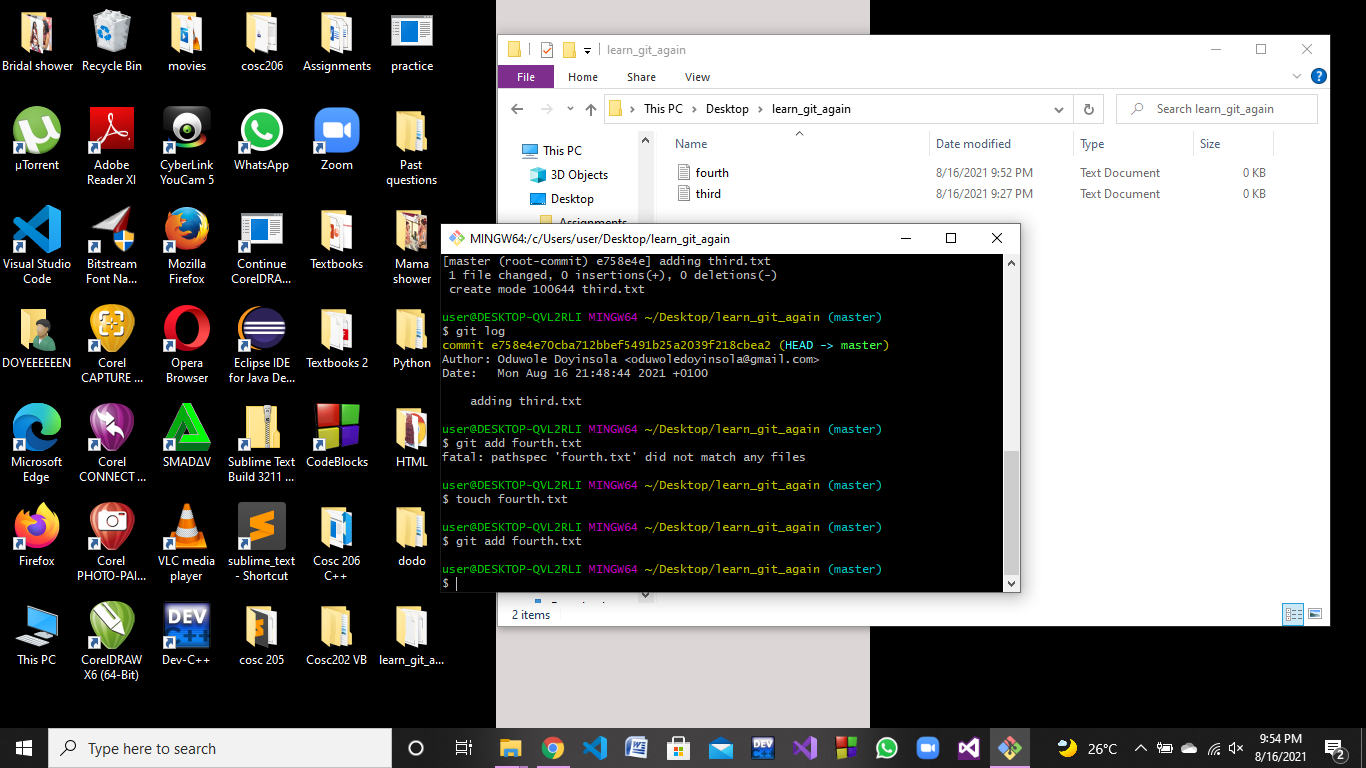 Bridal shower
Recycle Bin
movies
cosc206
Assignments
practice
µTorrent
Adobe
Reader XI
CyberLink
YouCam 5
WhatsApp
Zoom
Past
questions
Visual Studio
Code
Bitstream
Font Na...
Mozilla
Firefox
Continue
CorelDRA...
Textbooks
Mama
shower
DOYEEEEEEN
Corel
CAPTURE ...
Opera
Browser
Eclipse IDE
for Java De...
Textbooks 2
Python
Microsoft
Edge
Corel
CONNECT ...
SMAD∆V
Sublime Text
Build 3211 ...
CodeBlocks
HTML
Firefox
Corel
PHOTO-PAI...
VLC media
player
sublime_text
- Shortcut
Cosc 206
C++
dodo
This PC
CorelDRAW
X6 (64-Bit)
DEV
C++
Dev-C++
cosc 205
Cosc202 VB
learn_git_a...
learn_git_again
File Home Share View
This PC > Desktop > learn_git_again
Search learn_git_again
This PC
3D Objects
Desktop
Name Date modified Type Size
fourth 8/16/2021 9:52 PM Text Document 0 KB
third 8/16/2021 9:27 PM Text Document 0 KB
MINGW64:/c/Users/user/Desktop/learn_git_again
[master (root-commit) e758e4e] adding third.txt
1 file changed, 0 insertions(+), 0 deletions(-)
create mode 100644 third.txt
user@DESKTOP-QVL2RLI MINGW64 ~/Desktop/learn_git_again (master)
$ git log
commit e758e4e70cba712bbef5491b25a2039f218cbea2 (HEAD -> master)
Author: Oduwole Doyinsola <oduwoledoyinsola@gmail.com>
Date: Mon Aug 16 21:48:44 2021 +0100
adding third.txt
user@DESKTOP-QVL2RLI MINGW64 ~/Desktop/learn_git_again (master)
$ git add fourth.txt
fatal: pathspec 'fourth.txt' did not match any files
user@DESKTOP-QVL2RLI MINGW64 ~/Desktop/learn_git_again (master)
$ touch fourth.txt
user@DESKTOP-QVL2RLI MINGW64 ~/Desktop/learn_git_again (master)
$ git add fourth.txt
user@DESKTOP-QVL2RLI MINGW64 ~/Desktop/learn_git_again (master)
$
2 items
Type here to search
DEV
C++
26°C
9:54 PM
8/16/2021
2